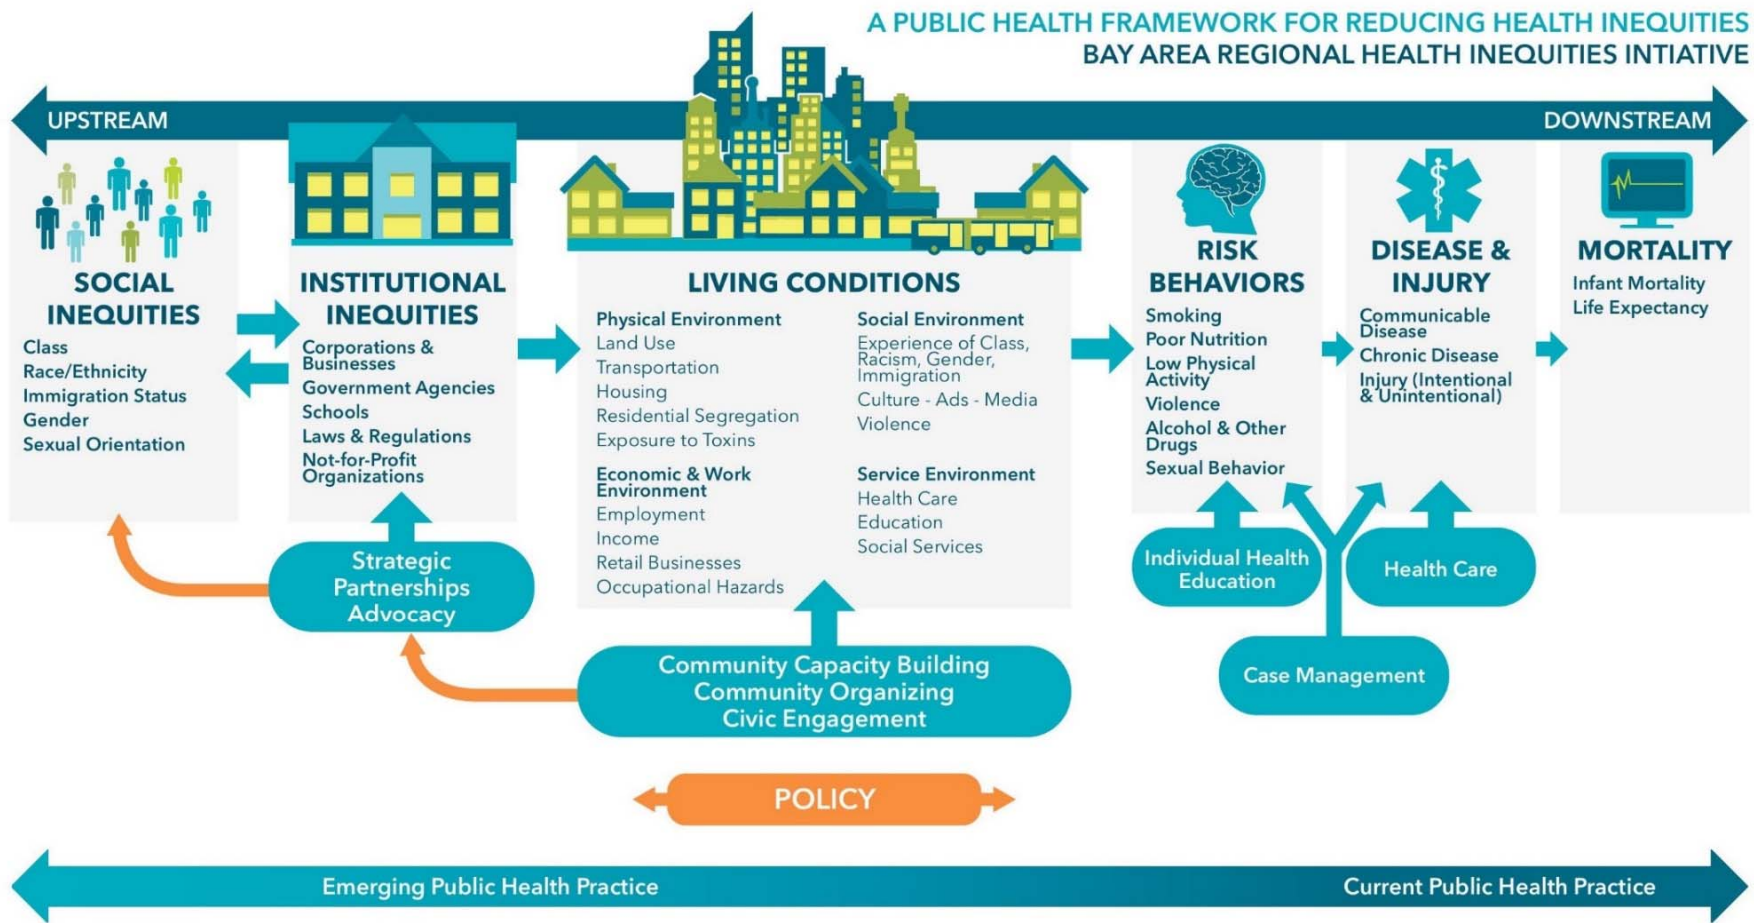 A PUBLIC HEALTH FRAMEWORK FOR REDUCING HEALTH INEQUITIES
BAY AREA REGIONAL HEALTH INEQUITIES INTIATIVE
UPSTREAM
DOWNSTREAM
SOCIAL
INEQUITIES
Class
Race/Ethnicity
Immigration Status
Gender
Sexual Orientation
INSTITUTIONAL
INEQUITIES
Corporations &
Businesses
Government Agencies
Schools
Laws & Regulations
Not-for-Profit
Organizations
LIVING CONDITIONS
Physical Environment
Land Use
Transportation
Housing
Residential Segregation
Exposure to Toxins
Economic & Work
Environment
Employment
Income
Retail Businesses
Occupational Hazards
Social Environment
Experience of Class,
Racism, Gender,
Immigration
Culture - Ads - Media
Violence
Service Environment
Health Care
Education
Social Services
RISK
BEHAVIORS
Smoking
Poor Nutrition
Low Physical
Activity
Violence
Alcohol & Other
Drugs
Sexual Behavior
DISEASE &
INJURY
Communicable
Disease
Chronic Disease
Injury (Intentional
& Unintentional)
MORTALITY
Infant Mortality
Life Expectancy
Strategic
Partnerships
Advocacy
Community Capacity Building
Community Organizing
Civic Engagement
Individual Health
Education
Health Care
Case Management
POLICY
Emerging Public Health Practice
Current Public Health Practice